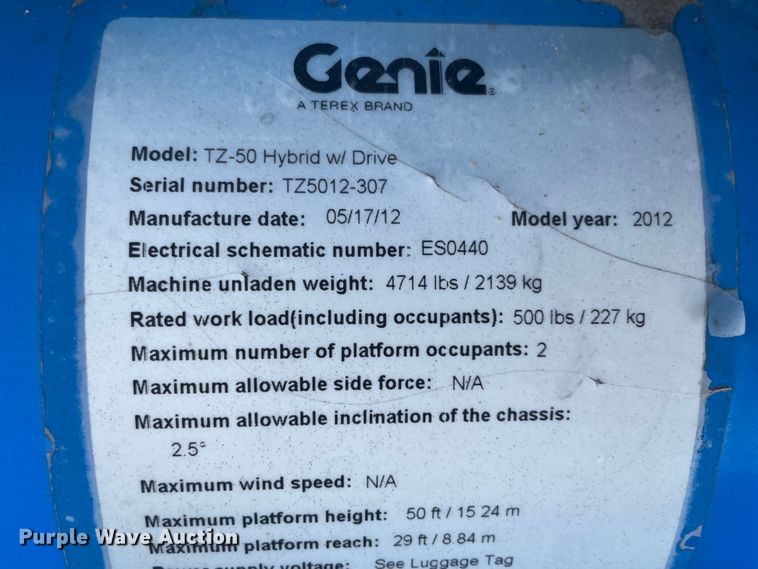 Genie
A TEREX BRAND
Model: TZ-50 Hybrid w/ Drive
Serial number: TZ5012-307
Manufacture date: 05/17/12 Model year: 2012
Electrical schematic number: ES0440
Machine unladen weight: 4714 lbs / 2139 kg
Rated work load(including occupants): 500 lbs / 227 kg
Maximum number of platform occupants: 2
Maximum allowable side force: N/A
Maximum allowable inclination of the chassis:
2.5°
Maximum wind speed: N/A
Maximum platform height: 50 ft / 15 24 m
Maximum platform reach: 29 ft / 8.84 m
Power supply voltage: See Luggage Tag
Purple Wave Auction